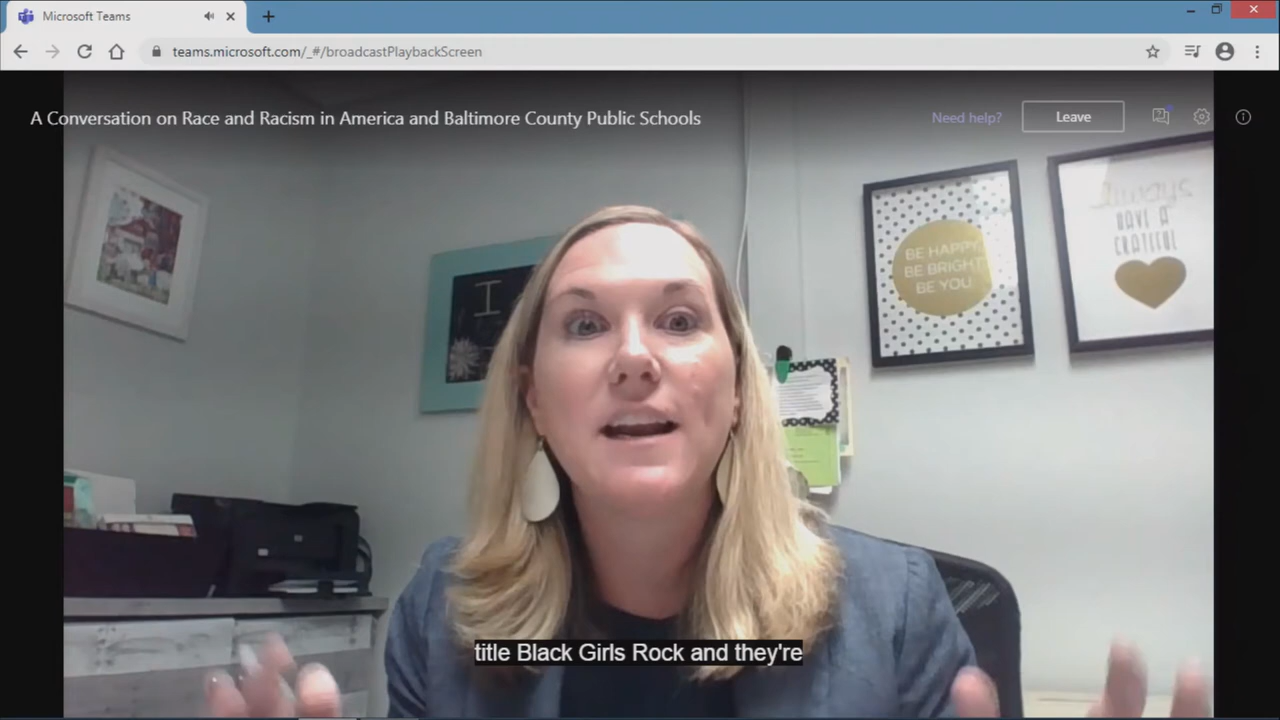 Microsoft Teams
teams.microsoft.com/_#/broadcastPlaybackScreen
A Conversation on Race and Racism in America and Baltimore County Public Schools
Need help?
Leave
BE HAPPY.
BE BRIGHT
BE YOU
always
HAVE A
GRATEFUL
I
title Black Girls Rock and they're